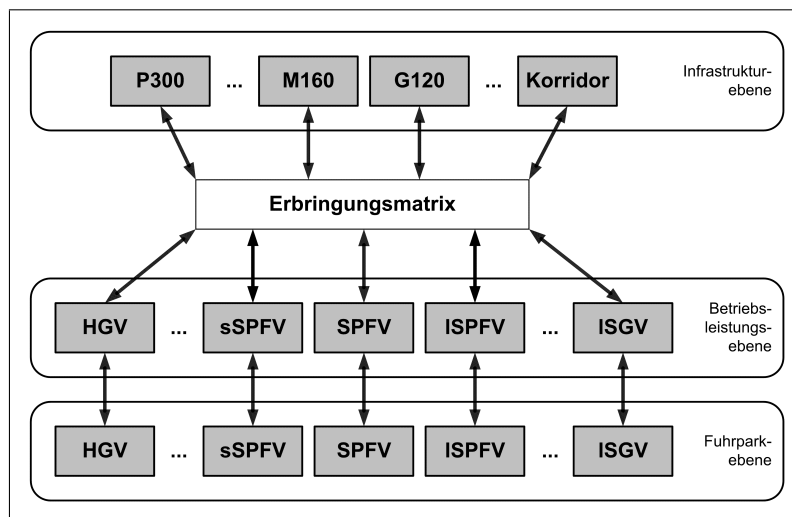 P300 ... M160 G120 ... Korridor
Infrastruktur-
ebene
Erbringungsmatrix
HGV ... sSPFV SPFV lSPFV ... lSGV
Betriebs-
leistungs-
ebene
HGV ... sSPFV SPFV lSPFV ... lSGV
Fuhrpark-
ebene